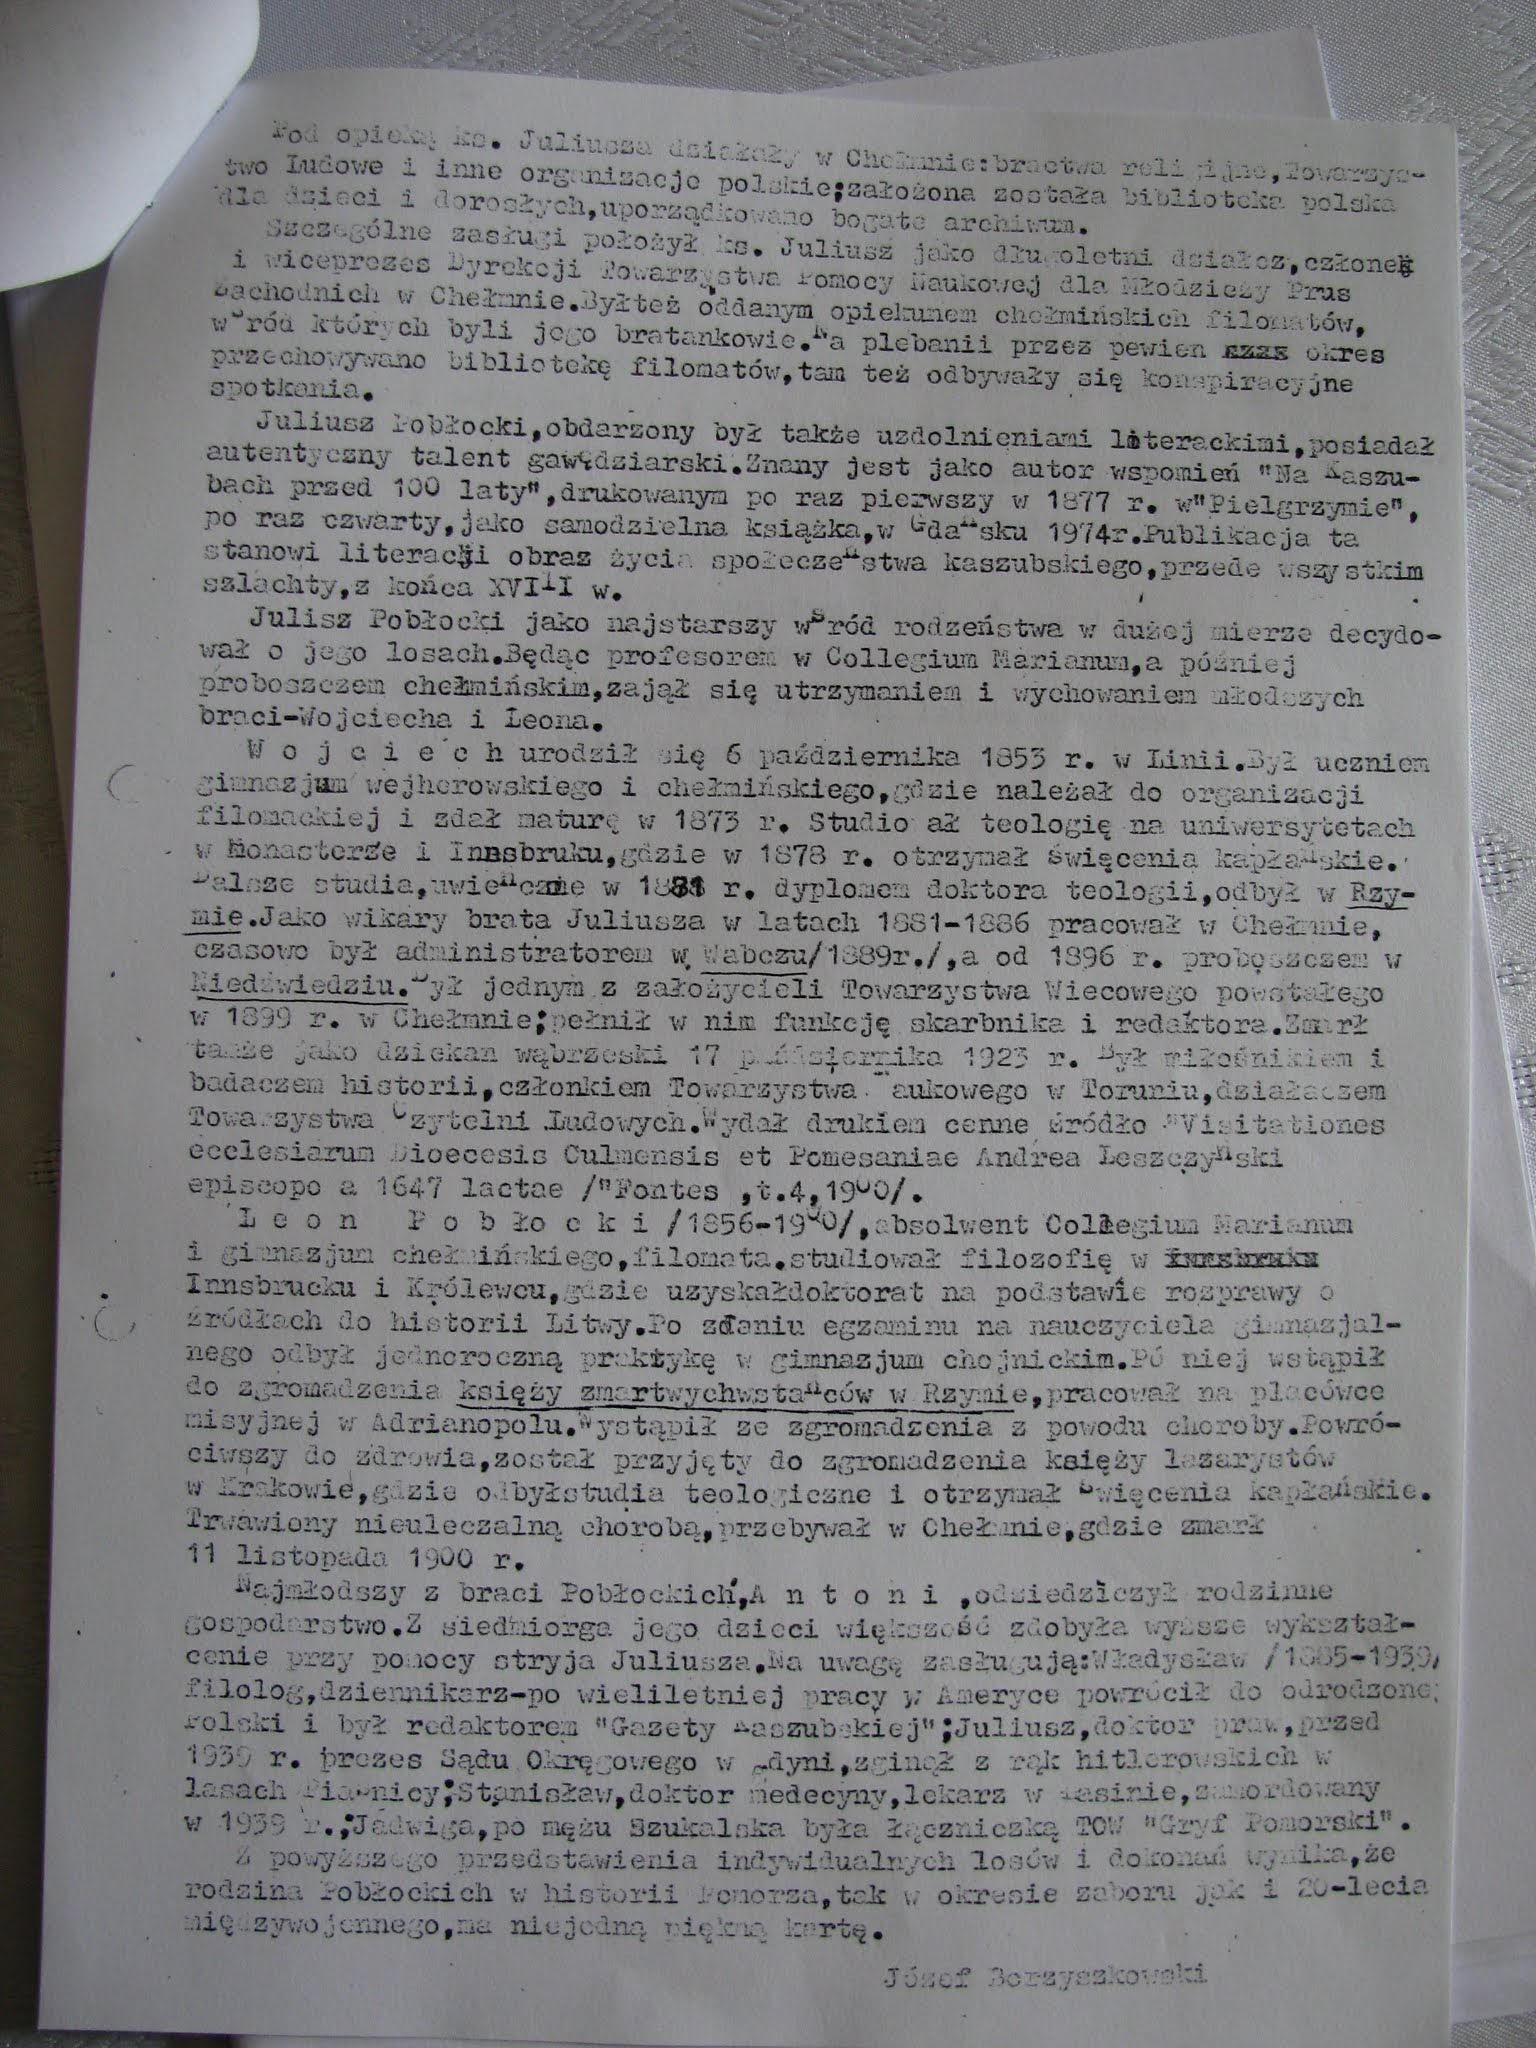 Pod opieką ks. Juliusza działały w Chełmnie:bractwa religijne,Towarzys-
two Ludowe i inne organizacje polskie;założona została biblioteka polska
dla dzieci i dorosłych,uporządkowano bogate archiwum.
Szczególne zasługi położył ks. Juliusz jako długoletni działacz,członek
i wiceprezes Dyrekcji Towarzystwa Pomocy Naukowej dla Młodzieży Prus
Zachodnich w Chełmnie.Byłteż oddanym opiekunem chełmińskich filomatów,
wśród których byli jego bratankowie.Na plebanii przez pewien okres
przechowywano bibliotekę filomatów,tam też odbywały się konspiracyjne
spotkania.
Juliusz Pobłocki,obdarzony był także uzdolnieniami literackimi,posiadał
autentyczny talent gawędziarski.Znany jest jako autor wspomień "Na Kaszu-
bach przed 100 laty",drukowanym po raz pierwszy w 1877 r. w"Pielgrzymie",
po raz czwarty,jako samodzielna książka,w Gdańsku 1974r.Publikacja ta
stanowi literacki obraz życia społeczeństwa kaszubskiego,przede wszystkim
szlachty,z końca XVIII w.
Julisz Pobłocki jako najstarszy wśród rodzeństwa w dużej mierze decydo-
wał o jego losach.Będąc profesorem w Collegium Marianum,a później
proboszczem chełmińskim,zajął się utrzymaniem i wychowaniem młodszych
braci-Wojciecha i Leona.
W o j c i e c h urodził się 6 października 1853 r. w Linii.Był uczniem
gimnazjum wejherowskiego i chełmińskiego,gdzie należał do organizacji
filomackiej i zdał maturę w 1873 r. Studio ał teologię na uniwersytetach
w Monasterze i Innsbruku,gdzie w 1878 r. otrzymał święcenia kapłańskie.
Dalsze studia,uwieńczne w 1881 r. dyplomem doktora teologii,odbył w Rzy-
mie.Jako wikary brata Juliusza w latach 1881-1886 pracował w Chełmnie,
czasowo był administratorem w Wabczu/1889r./,a od 1896 r. proboszczem w
Niedźwiedziu.Był jednym z założycieli Towarzystwa Wiecowego powstałego
w 1899 r. w Chełmnie;pełnił w nim funkcję skarbnika i redaktora.Zmarł
tamże jako dziekan wąbrzeski 17 1923 r. Był miłośnikiem i
badaczem historii,członkiem Towarzystwa Naukowego w Toruniu,działaczem
Towarzystwa Czytelni Ludowych.Wydał drukiem cenne źródło "Visitationes
ecclesiarum Dioecesis Culmensis et Pomesaniae Andrea Leszczyński
episcopo a 1647 lactae /"Fontes ,t.4,1900/.
L e o n P o b ł o c k i /1856-1900/,absolwent Collegium Marianum
i gimnazjum chełmińskiego,filomata.studiował filozofię w
Innsbrucku i Królewcu,gdzie uzyskałdoktorat na podstawie rozprawy o
źródłach do historii Litwy.Po zdaniu egzaminu na nauczyciela gimnazjal-
nego odbył jednoroczną praktykę w gimnazjum chojnickim.Pó niej wstąpił
do zgromadzenia księży zmartwychwstańców w Rzymie,pracował na placówce
misyjnej w Adrianopolu.Wystąpił ze zgromadzenia z powodu choroby.Powró-
ciwszy do zdrowia,został przyjęty do zgromadzenia księży lazarystów
w Krakowie,gdzie odbyłstudia teologiczne i otrzymał święcenia kapłańskie.
Trwawiony nieuleczalną chorobą,przebywał w Chełmnie,gdzie zmarł
11 listopada 1900 r.
Najmłodszy z braci Pobłockich,A n t o n i ,odziedziczył rodzinne
gospodarstwo.Z siedmiorga jego dzieci większość zdobyła wyższe wykształ-
cenie przy pomocy stryja Juliusza.Na uwagę zasługują:Władysław /1885-1939/
filolog,dziennikarz-po wieliletniej pracy w Ameryce powrócił do odrodzonej
Polski i był redaktorem "Gazety Kaszubskiej";Juliusz,doktor praw,przed
1939 r. prezes Sądu Okręgowego w Gdyni,zginął z rąk hitlerowskich w
lasach Piaśnicy;Stanisław,doktor medecyny,lekarz w Łasinie,zamordowany
w 1939 r.;Jadwiga,po mężu Szukalska była łączniczką TOW "Gryf Pomorski".
Z powyższego przedstawienia indywidualnych losów i dokonań wynika,że
rodzina Pobłockich w historii Pomorza,tak w okresie zaboru jak i 20-lecia
międzywojennego,ma niejedną piękną kartę.
Józef Borzyszkowski